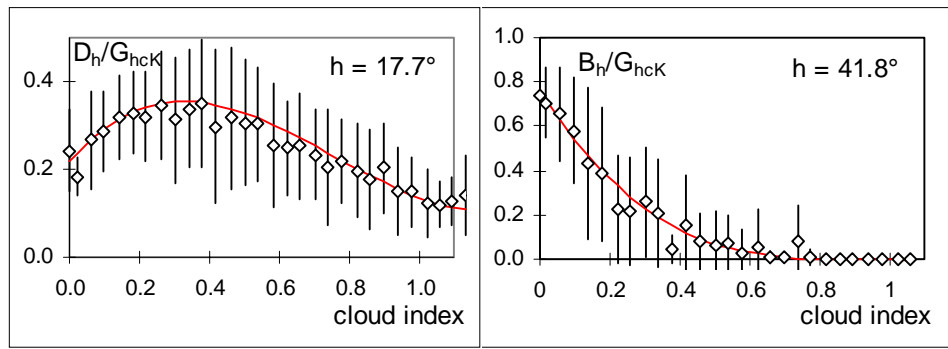 D_h/G_hcK
h = 17.7°
0.4
0.2
0.0
0.0 0.2 0.4 0.6 0.8 1.0
cloud index
1.0
B_h/G_hcK
h = 41.8°
0.8
0.6
0.4
0.2
0.0
0 0.2 0.4 0.6 0.8 1
cloud index